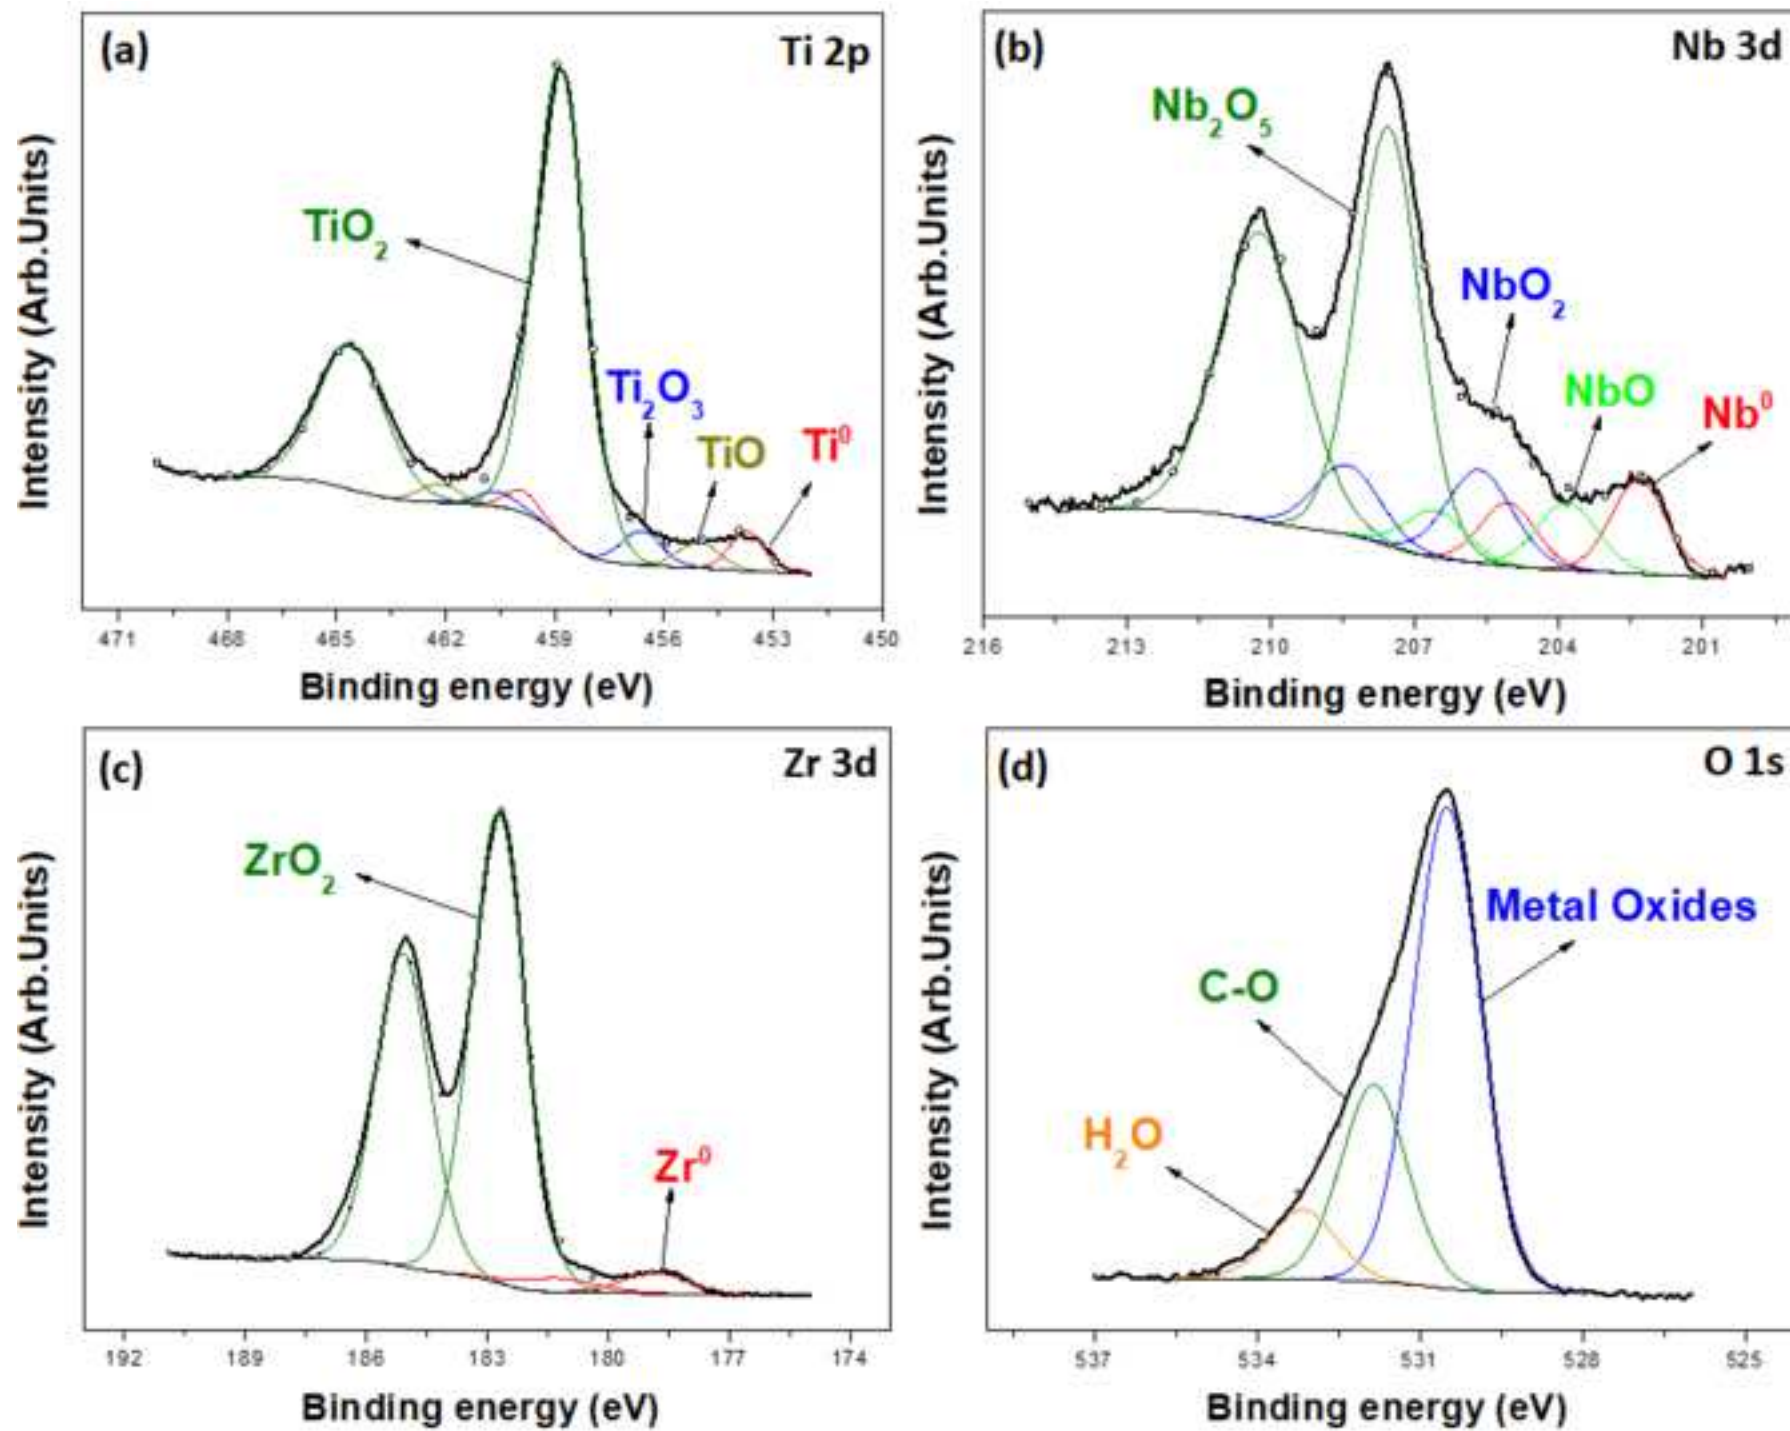 (a)
Ti 2p
TiO₂
Ti₂O₃
TiO
Ti⁰
Intensity (Arb.Units)
471 468 465 462 459 456 453 450
Binding energy (eV)
(b)
Nb 3d
Nb₂O₅
NbO₂
NbO
Nb⁰
Intensity (Arb.Units)
216 213 210 207 204 201
Binding energy (eV)
(c)
Zr 3d
ZrO₂
Zr⁰
Intensity (Arb.Units)
192 189 186 183 180 177 174
Binding energy (eV)
(d)
O 1s
Metal Oxides
C-O
H₂O
Intensity (Arb.Units)
537 534 531 528 525
Binding energy (eV)